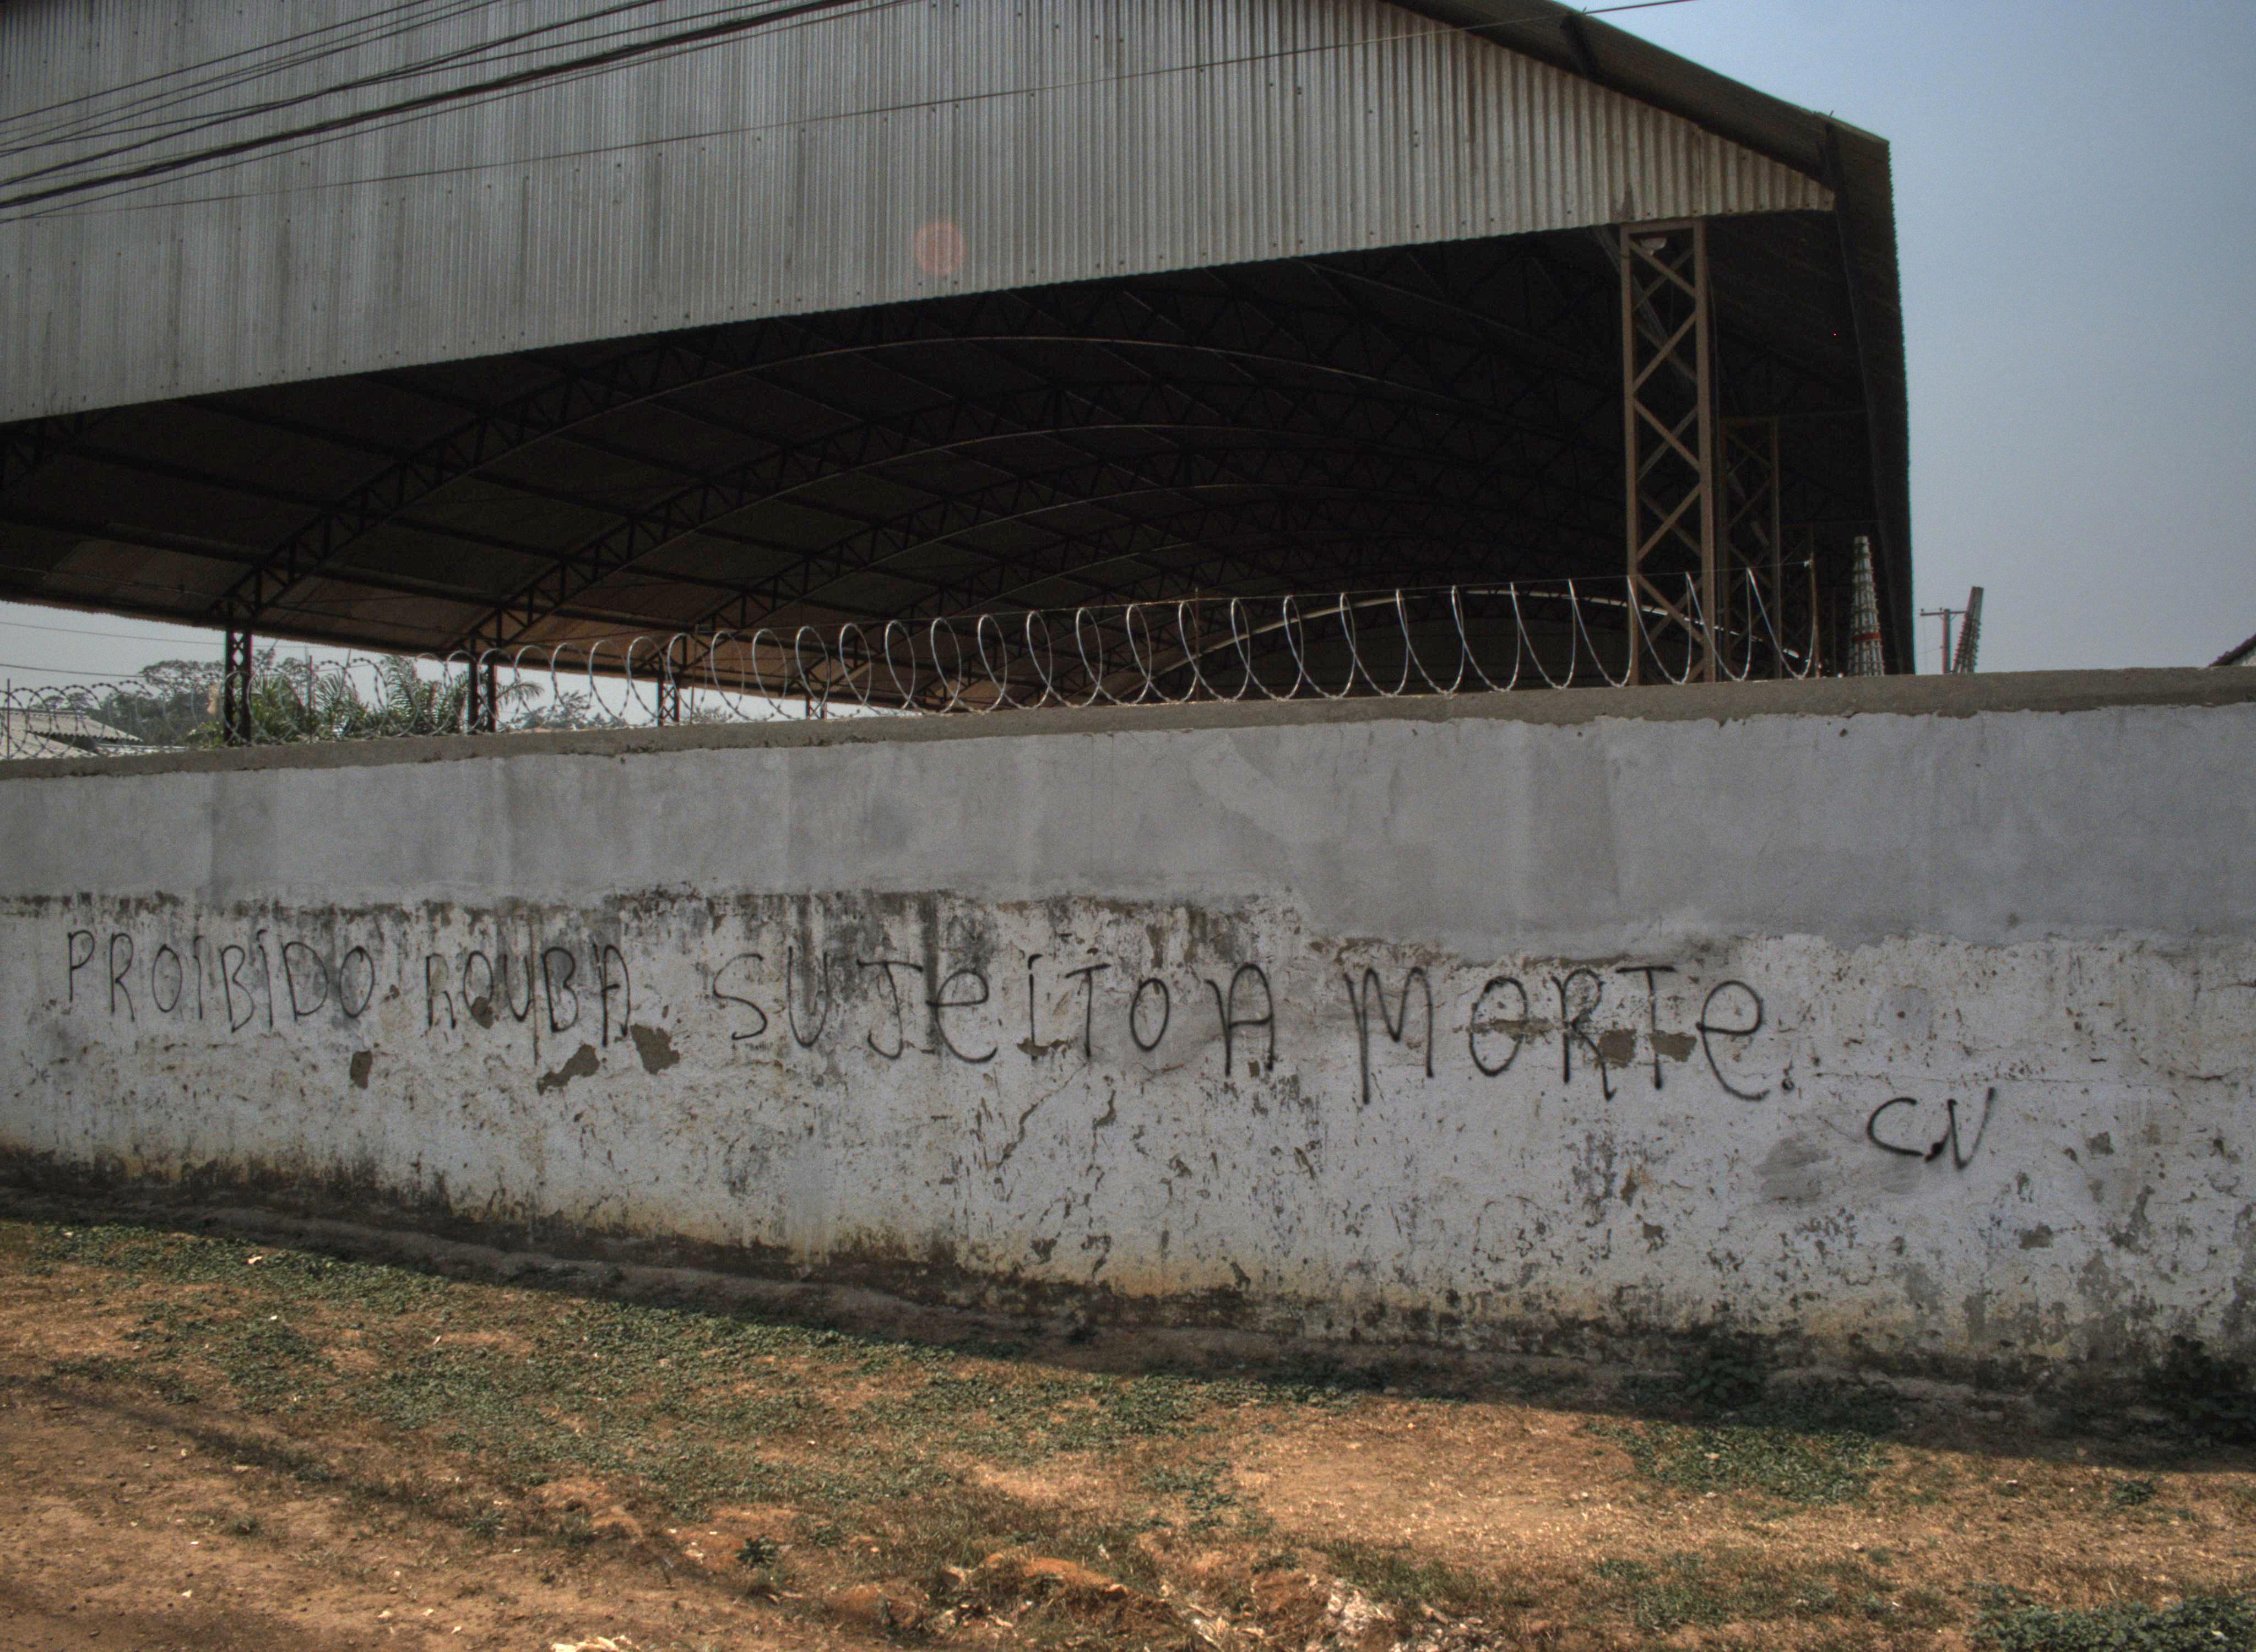 PROIBIDO ROUBA SUJEITO A MORTE.
CV